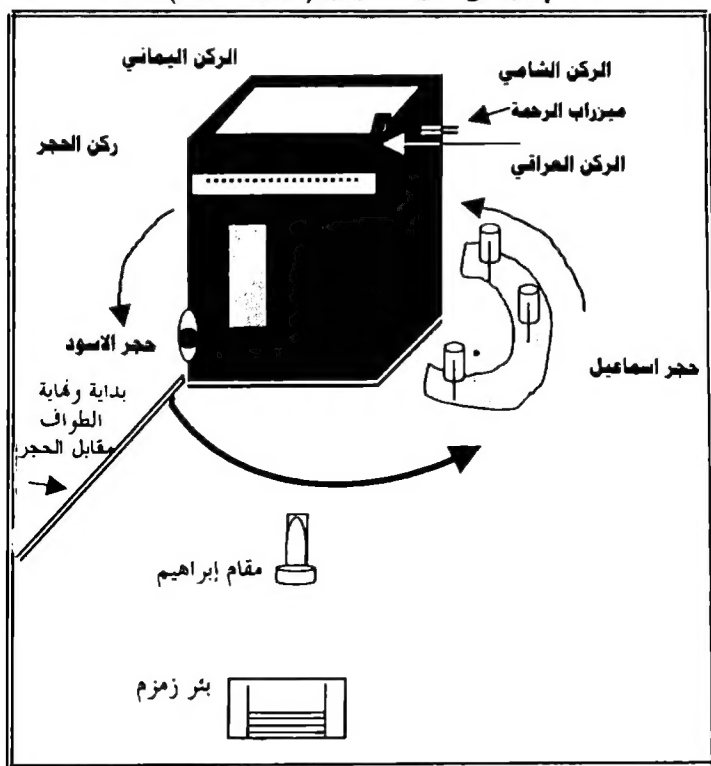 الركن اليماني
الركن الشامي
ميزراب الرحمة
ركن الحجر
الركن العراقي
حجر الاسود
حجر اسماعيل
بداية ونهاية
الطواف
مقابل الحجر
مقام إبراهيم
بئر زمزم